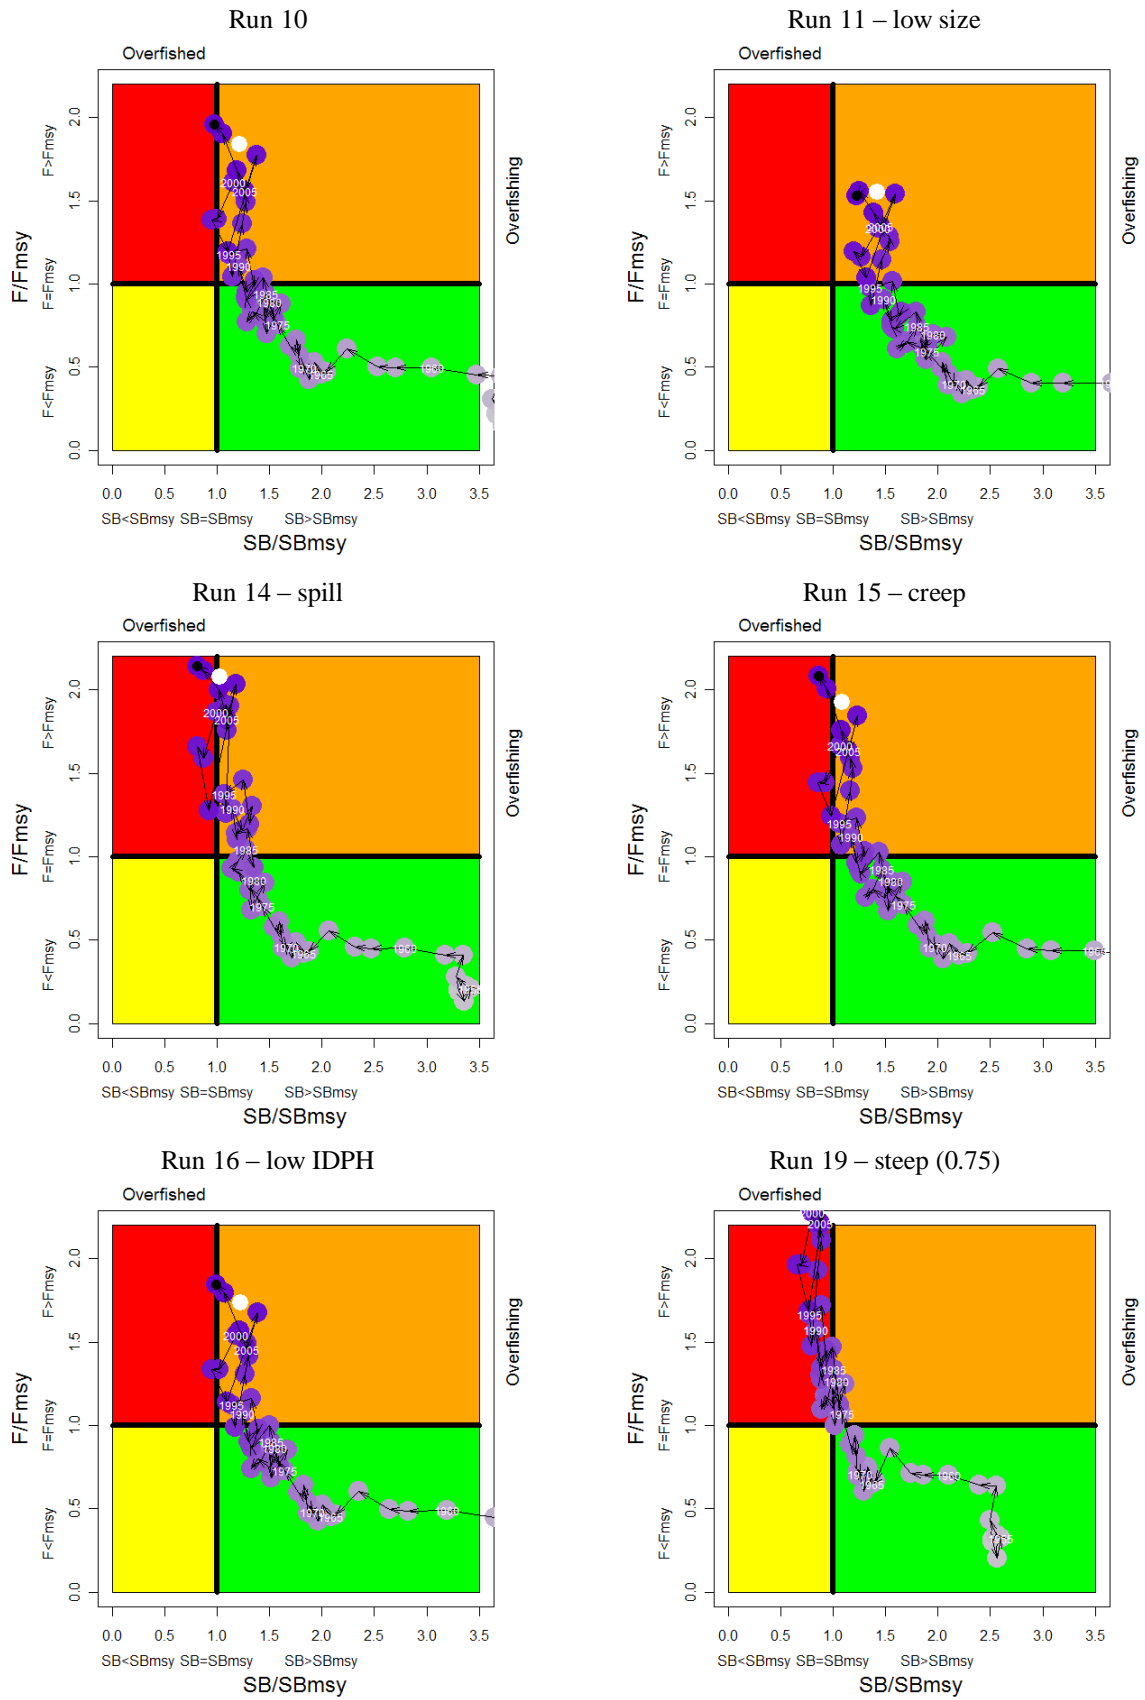 Run 10
Overfished
F/Fmsy
F<Fmsy F=Fmsy F>Fmsy
0.0 0.5 1.0 1.5 2.0
2000
2005
1995
1990
1985
1980
1975
1970
1965
1960
Overfishing
0.0 0.5 1.0 1.5 2.0 2.5 3.0 3.5
SB<SBmsy SB=SBmsy SB>SBmsy
SB/SBmsy
Run 11 – low size
Overfished
F/Fmsy
F<Fmsy F=Fmsy F>Fmsy
0.0 0.5 1.0 1.5 2.0
2005
2000
1995
1990
1985
1980
1975
1970
1965
Overfishing
0.0 0.5 1.0 1.5 2.0 2.5 3.0 3.5
SB<SBmsy SB=SBmsy SB>SBmsy
SB/SBmsy
Run 14 – spill
Overfished
F/Fmsy
F<Fmsy F=Fmsy F>Fmsy
0.0 0.5 1.0 1.5 2.0
2000
2005
1995
1990
1985
1980
1975
1970
1965
1960
Overfishing
0.0 0.5 1.0 1.5 2.0 2.5 3.0 3.5
SB<SBmsy SB=SBmsy SB>SBmsy
SB/SBmsy
Run 15 – creep
Overfished
F/Fmsy
F<Fmsy F=Fmsy F>Fmsy
0.0 0.5 1.0 1.5 2.0
2000
2005
1995
1990
1985
1980
1975
1970
1965
1960
Overfishing
0.0 0.5 1.0 1.5 2.0 2.5 3.0 3.5
SB<SBmsy SB=SBmsy SB>SBmsy
SB/SBmsy
Run 16 – low IDPH
Overfished
F/Fmsy
F<Fmsy F=Fmsy F>Fmsy
0.0 0.5 1.0 1.5 2.0
2000
2005
1995
1990
1985
1980
1975
1970
1965
1960
Overfishing
0.0 0.5 1.0 1.5 2.0 2.5 3.0 3.5
SB<SBmsy SB=SBmsy SB>SBmsy
SB/SBmsy
Run 19 – steep (0.75)
Overfished
F/Fmsy
F<Fmsy F=Fmsy F>Fmsy
0.0 0.5 1.0 1.5 2.0
2000
2005
1995
1990
1985
1980
1975
1970
1965
1960
Overfishing
0.0 0.5 1.0 1.5 2.0 2.5 3.0 3.5
SB<SBmsy SB=SBmsy SB>SBmsy
SB/SBmsy